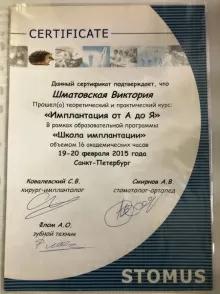 CERTIFICATE
Данный сертификат подтверждает, что
Шматовская Виктория
Прошел(а) теоретический и практический курс:
«Имплантация от А до Я»
В рамках образовательной программы
«Школа имплантации»
объемом 16 академических часов
19-20 февраля 2015 года
Санкт-Петербург
Ковалевский С.В. Смирнов А.В.
хирург-имплантолог стоматолог-ортопед
Елом А.О.
зубной техник
STOMUS